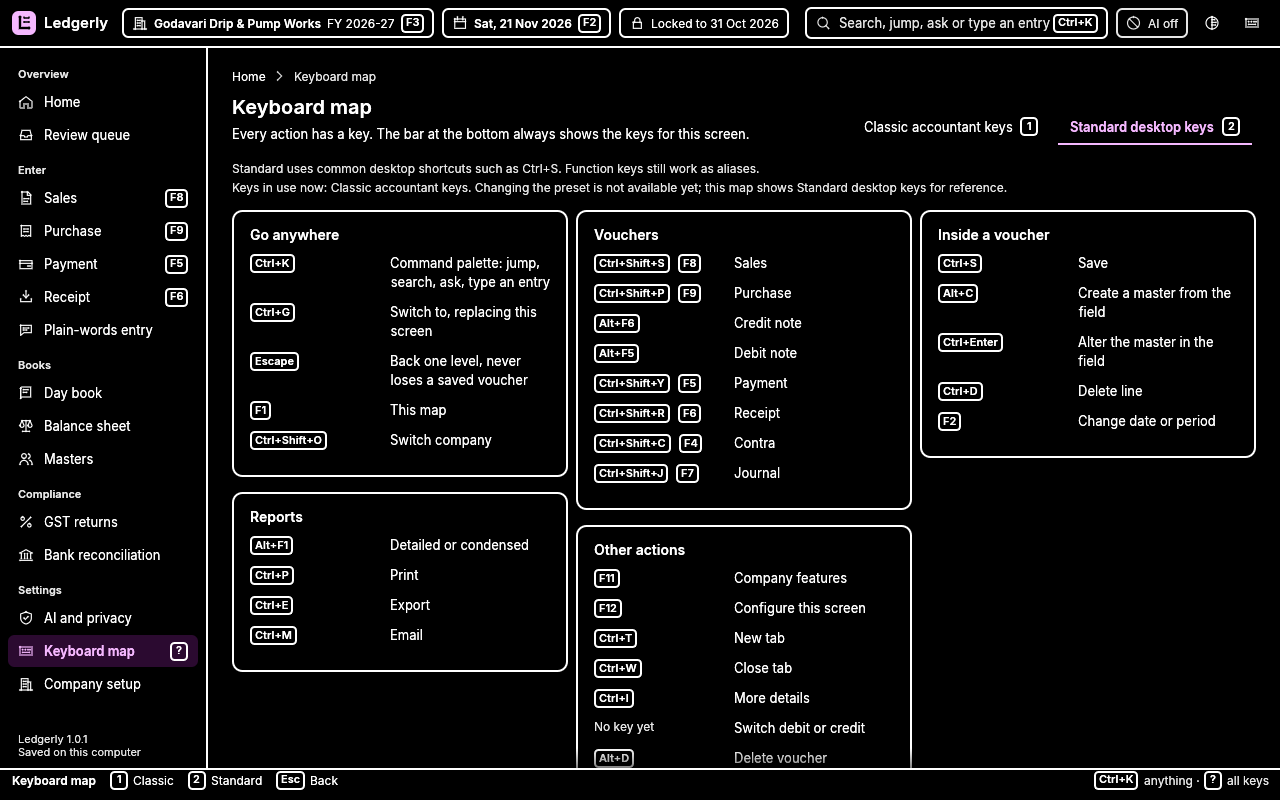 Ledgerly
Godavari Drip & Pump Works FY 2026-27 F3
Sat, 21 Nov 2026 F2
Locked to 31 Oct 2026
Search, jump, ask or type an entry Ctrl+K
AI off
Overview
Home
Review queue
Enter
Sales F8
Purchase F9
Payment F5
Receipt F6
Plain-words entry
Books
Day book
Balance sheet
Masters
Compliance
GST returns
Bank reconciliation
Settings
AI and privacy
Keyboard map ?
Company setup
Ledgerly 1.0.1
Saved on this computer
Home > Keyboard map
Keyboard map
Every action has a key. The bar at the bottom always shows the keys for this screen.
Classic accountant keys 1
Standard desktop keys 2
Standard uses common desktop shortcuts such as Ctrl+S. Function keys still work as aliases.
Keys in use now: Classic accountant keys. Changing the preset is not available yet; this map shows Standard desktop keys for reference.
Go anywhere
Ctrl+K Command palette: jump,
search, ask, type an entry
Ctrl+G Switch to, replacing this
screen
Escape Back one level, never
loses a saved voucher
F1 This map
Ctrl+Shift+O Switch company
Reports
Alt+F1 Detailed or condensed
Ctrl+P Print
Ctrl+E Export
Ctrl+M Email
Vouchers
Ctrl+Shift+S F8 Sales
Ctrl+Shift+P F9 Purchase
Alt+F6 Credit note
Alt+F5 Debit note
Ctrl+Shift+Y F5 Payment
Ctrl+Shift+R F6 Receipt
Ctrl+Shift+C F4 Contra
Ctrl+Shift+J F7 Journal
Other actions
F11 Company features
F12 Configure this screen
Ctrl+T New tab
Ctrl+W Close tab
Ctrl+I More details
No key yet Switch debit or credit
Alt+D Delete voucher
Inside a voucher
Ctrl+S Save
Alt+C Create a master from the
field
Ctrl+Enter Alter the master in the
field
Ctrl+D Delete line
F2 Change date or period
Keyboard map 1 Classic 2 Standard Esc Back
Ctrl+K anything · ? all keys